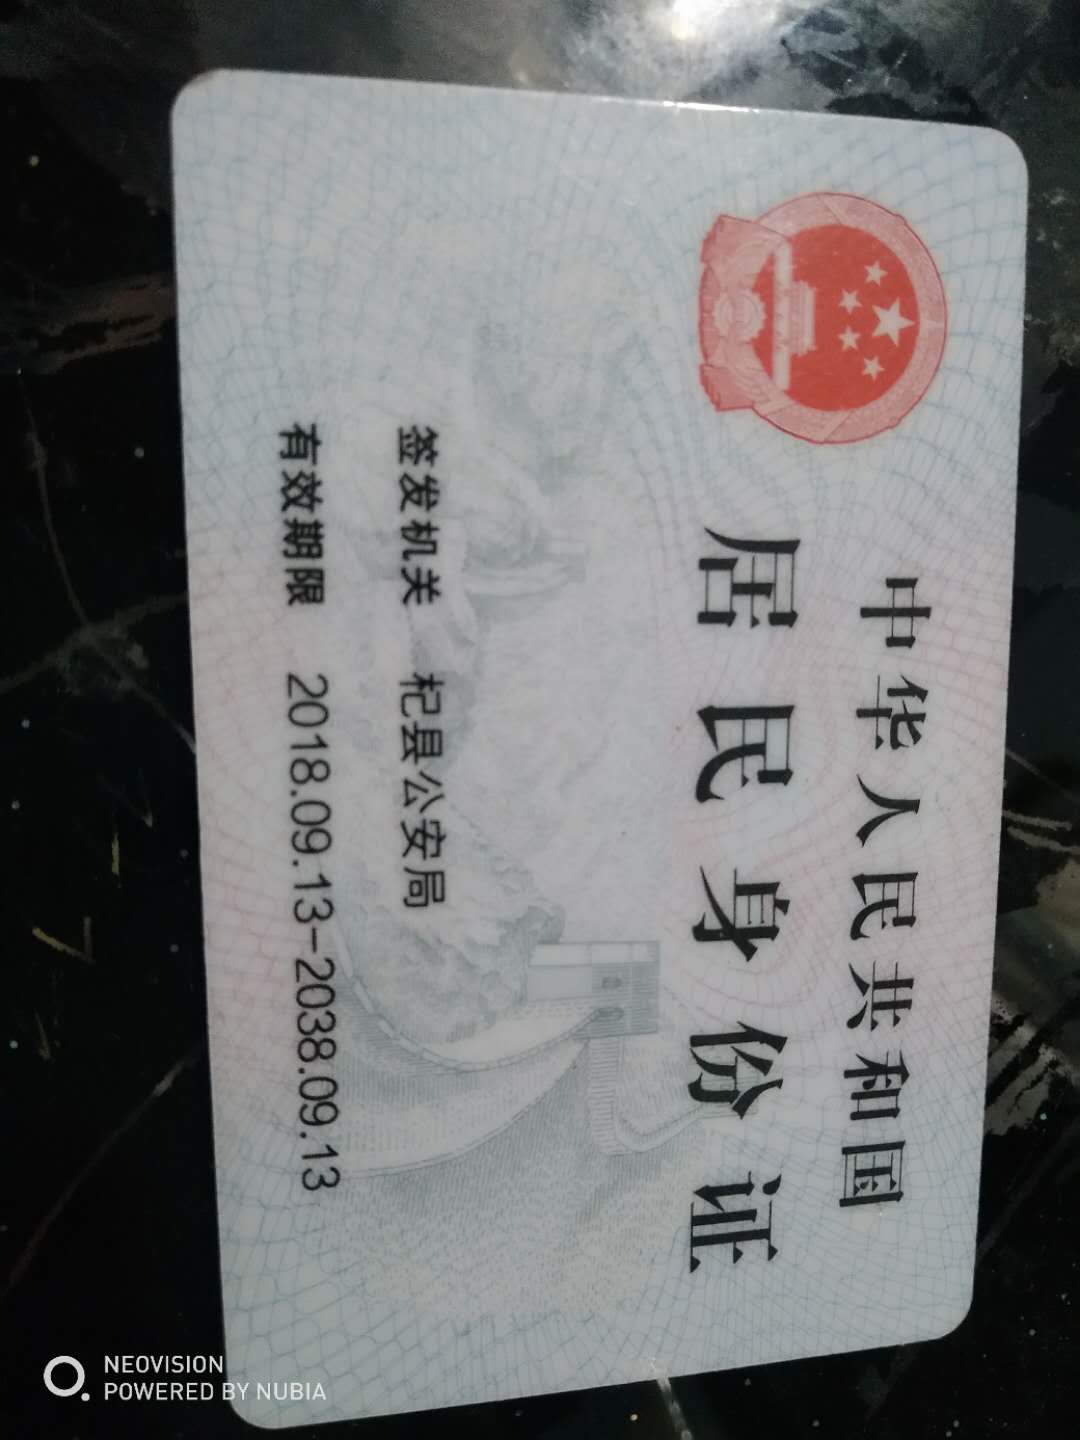 中华人民共和国
居民身份证
签发机关 杞县公安局
有效期限 2018.09.13-2038.09.13
NEOVISION
POWERED BY NUBIA